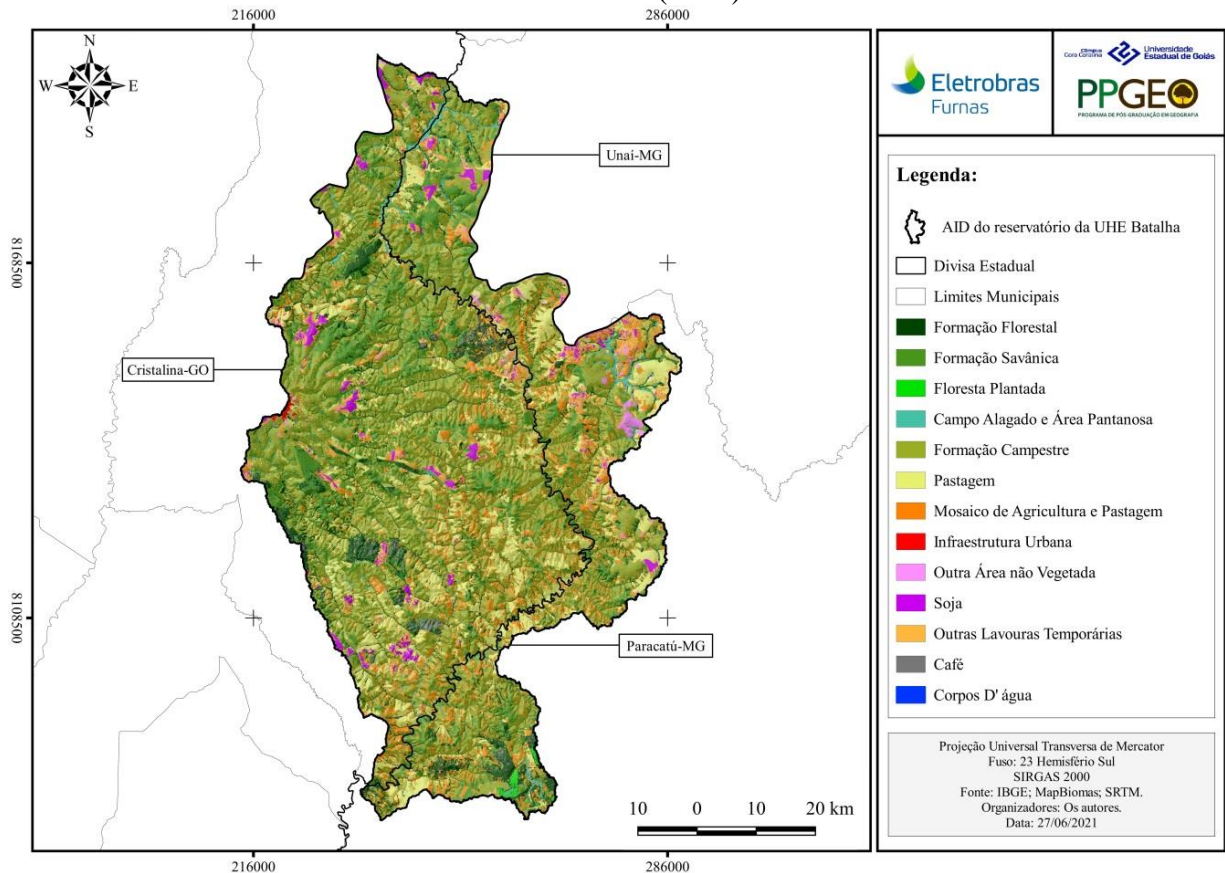 216000
286000
N
W
E
S
8168500
8108500
Unaí-MG
Cristalina-GO
Paracatú-MG
10 0 10 20 km
216000
286000
Eletrobras
Furnas
Câmpus
Cora Coralina
Universidade
Estadual de Goiás
PPGEO
PROGRAMA DE PÓS-GRADUAÇÃO EM GEOGRAFIA
Legenda:
AID do reservatório da UHE Batalha
Divisa Estadual
Limites Municipais
Formação Florestal
Formação Savânica
Floresta Plantada
Campo Alagado e Área Pantanosa
Formação Campestre
Pastagem
Mosaico de Agricultura e Pastagem
Infraestrutura Urbana
Outra Área não Vegetada
Soja
Outras Lavouras Temporárias
Café
Corpos D' água
Projeção Universal Transversa de Mercator
Fuso: 23 Hemisfério Sul
SIRGAS 2000
Fonte: IBGE; MapBiomas; SRTM.
Organizadores: Os autores.
Data: 27/06/2021